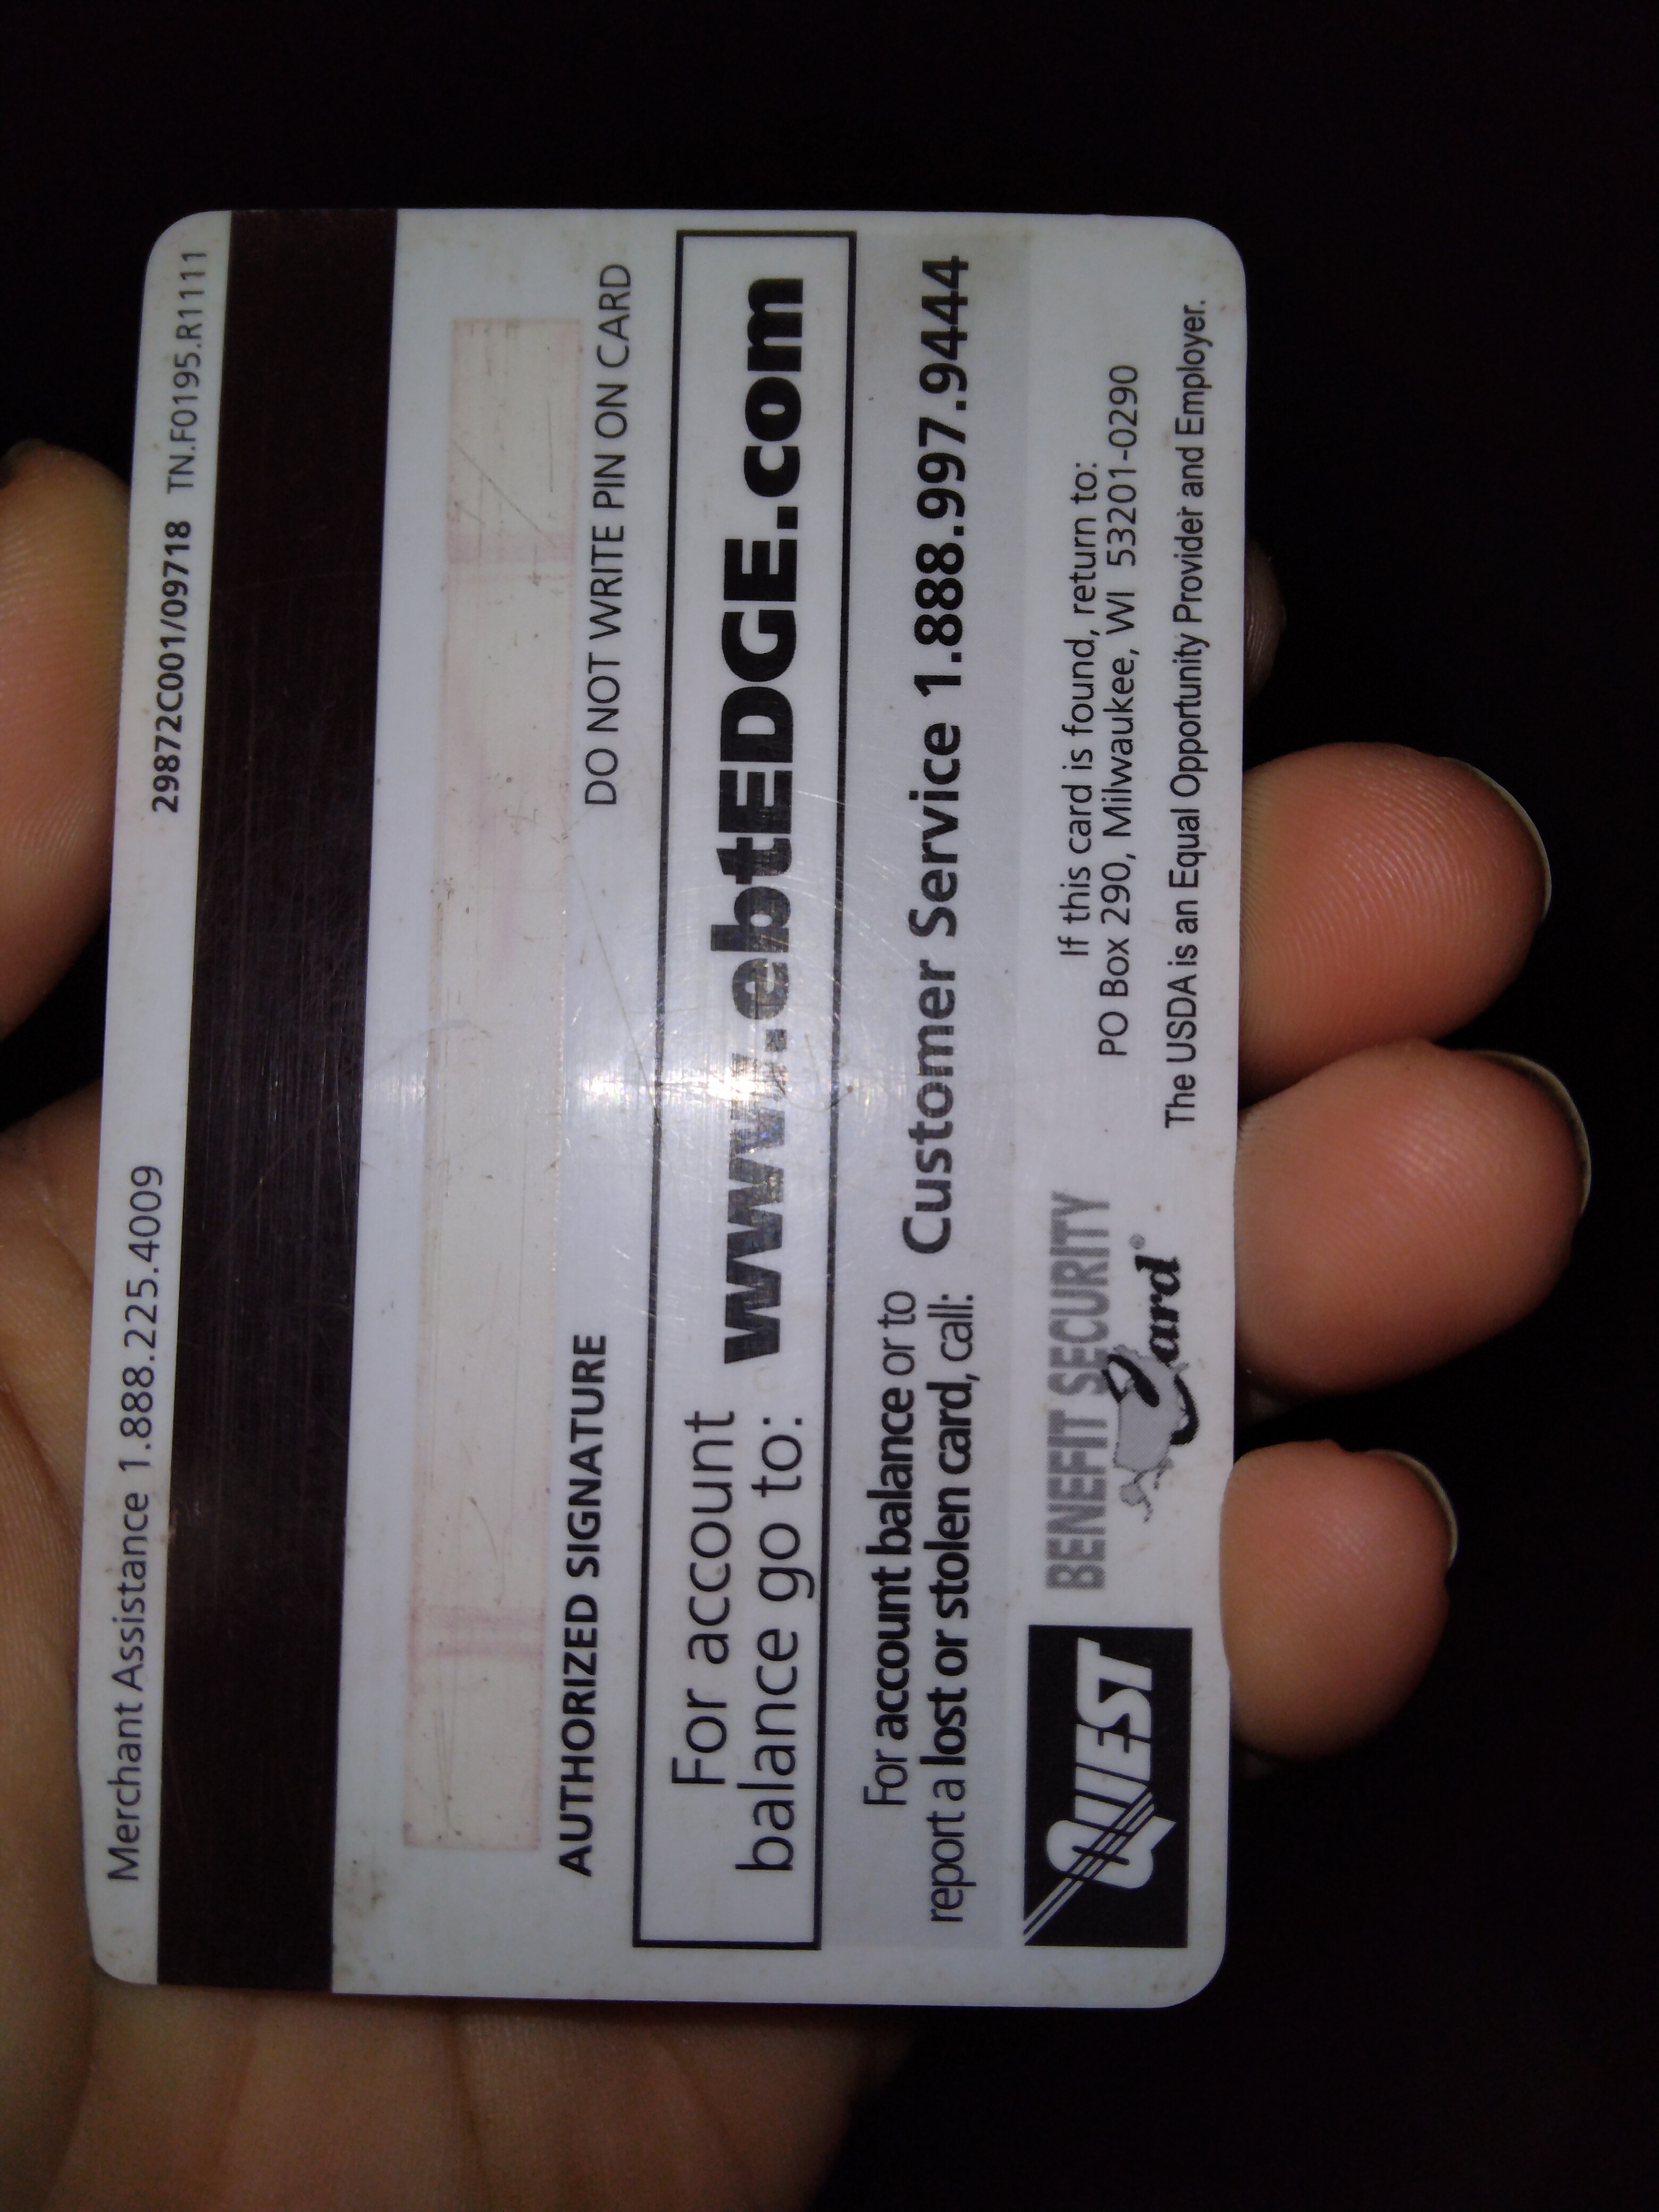 Merchant Assistance 1.888.225.4009 29872C001/09718 TN.F0195.R1111
AUTHORIZED SIGNATURE DO NOT WRITE PIN ON CARD
For account
balance go to:
www.ebtEDGE.com
For account balance or to
report a lost or stolen card, call:
Customer Service 1.888.997.9444
QUEST
BENEFIT SECURITY
Card®
If this card is found, return to:
PO Box 290, Milwaukee, WI 53201-0290
The USDA is an Equal Opportunity Provider and Employer.